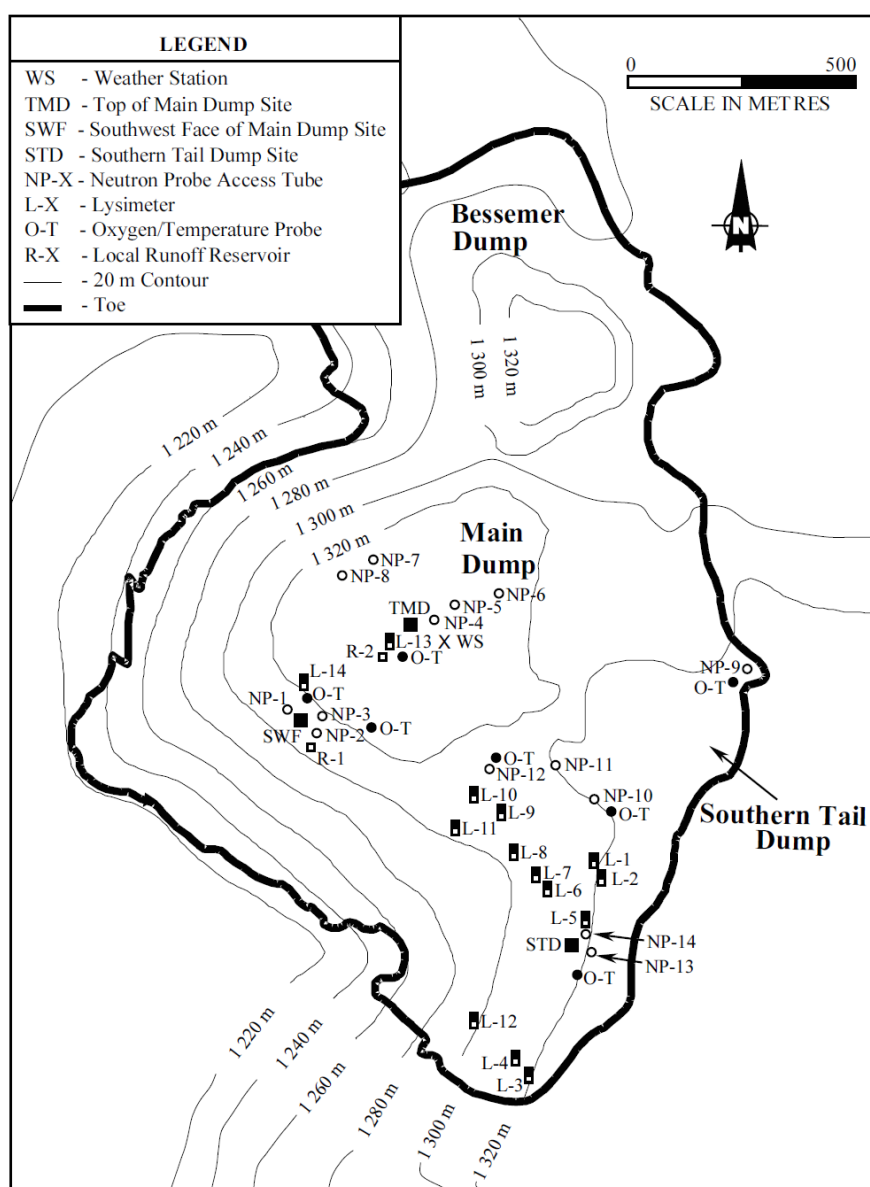 LEGEND
WS - Weather Station
TMD - Top of Main Dump Site
SWF - Southwest Face of Main Dump Site
STD - Southern Tail Dump Site
NP-X - Neutron Probe Access Tube
L-X - Lysimeter
O-T - Oxygen/Temperature Probe
R-X - Local Runoff Reservoir
- 20 m Contour
- Toe
0 500
SCALE IN METRES
N
Bessemer
Dump
1 300 m
1 320 m
1 220 m
1 240 m
1 260 m
1 280 m
1 300 m
1 320 m
Main
Dump
NP-7
NP-8
NP-6
NP-5
TMD
NP-4
L-13
X WS
R-2
O-T
L-14
O-T
NP-1
NP-3
SWF
NP-2
O-T
R-1
NP-9
O-T
O-T
NP-11
NP-12
L-10
NP-10
L-9
O-T
L-11
Southern Tail
Dump
L-8
L-1
L-7
L-2
L-6
L-5
STD
NP-14
NP-13
O-T
L-12
L-4
L-3
1 220 m
1 240 m
1 260 m
1 280 m
1 300 m
1 320 m